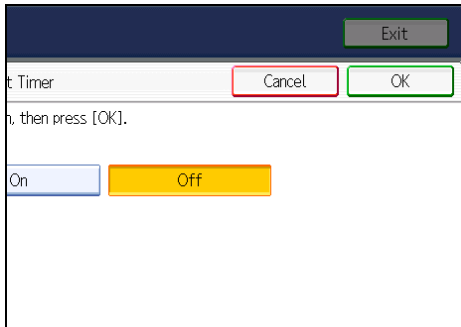 Exit
t Timer Cancel OK
n, then press [OK].
On Off